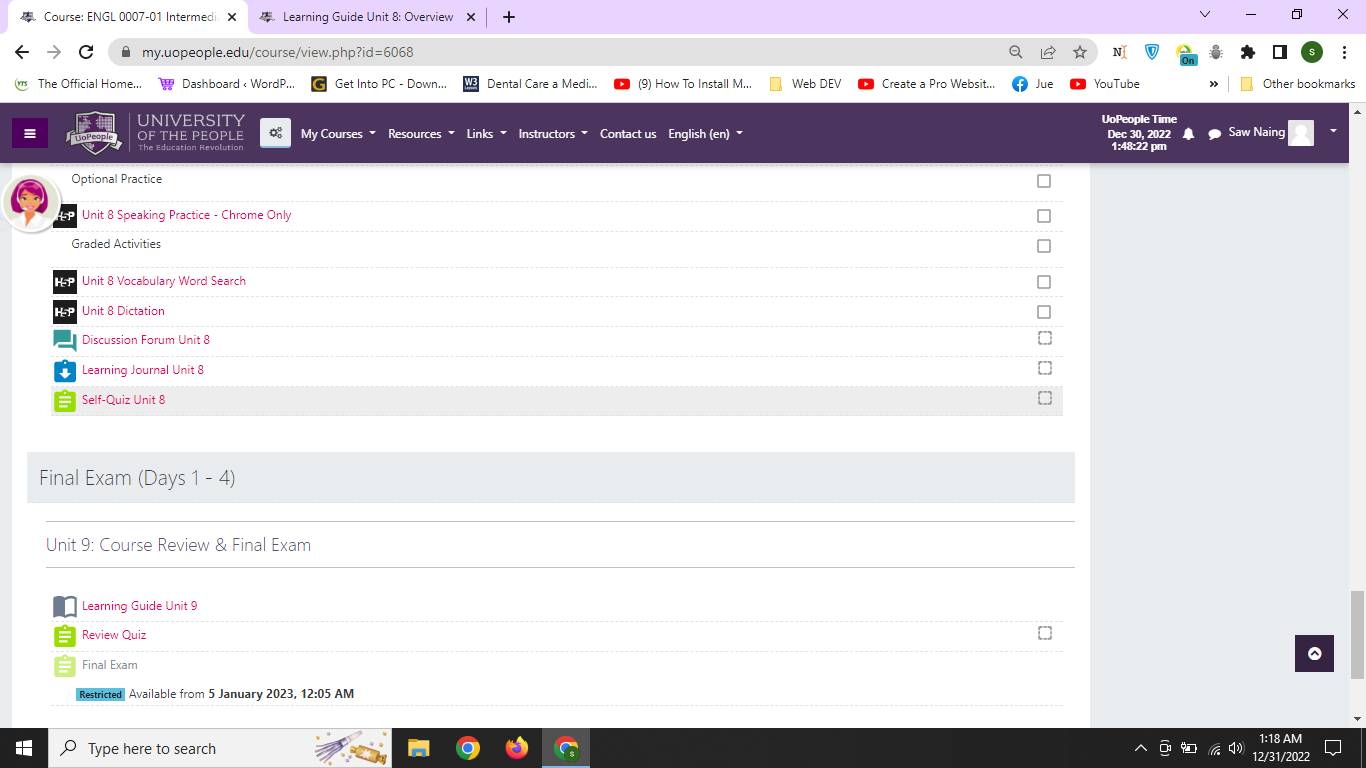 Course: ENGL 0007-01 Intermedi
Learning Guide Unit 8: Overview
my.uopeople.edu/course/view.php?id=6068
On
S
The Official Home...
Dashboard ‹ WordP...
Get Into PC - Down...
Dental Care a Medi...
(9) How To Install M...
Web DEV
Create a Pro Websit...
Jue
YouTube
»
Other bookmarks
UoPeople
UNIVERSITY
OF THE PEOPLE
The Education Revolution
My Courses
Resources
Links
Instructors
Contact us
English (en)
UoPeople Time
Dec 30, 2022
1:48:22 pm
Saw Naing
Optional Practice
H5P Unit 8 Speaking Practice - Chrome Only
Graded Activities
H5P Unit 8 Vocabulary Word Search
H5P Unit 8 Dictation
Discussion Forum Unit 8
Learning Journal Unit 8
Self-Quiz Unit 8
Final Exam (Days 1 - 4)
Unit 9: Course Review & Final Exam
Learning Guide Unit 9
Review Quiz
Final Exam
Restricted Available from 5 January 2023, 12:05 AM
Type here to search
1:18 AM
12/31/2022